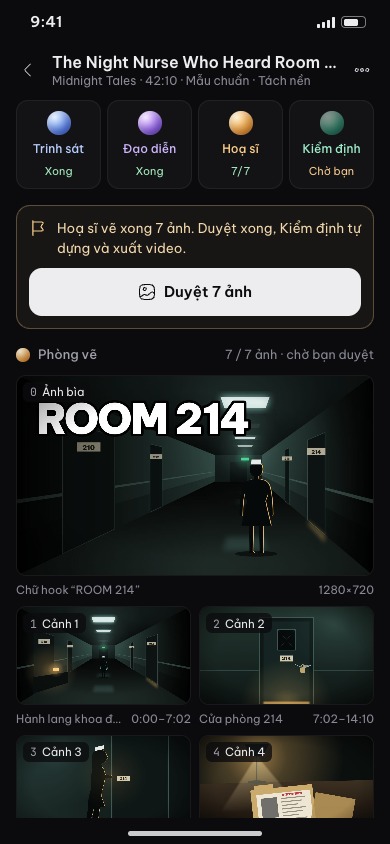 9:41
The Night Nurse Who Heard Room ...
Midnight Tales · 42:10 · Mẫu chuẩn · Tách nền
Trinh sát
Đạo diễn
Hoạ sĩ
Kiểm định
Xong
Xong
7/7
Chờ bạn
Hoạ sĩ vẽ xong 7 ảnh. Duyệt xong, Kiểm định tự
dựng và xuất video.
Duyệt 7 ảnh
Phòng vẽ
7 / 7 ảnh · chờ bạn duyệt
0 Ảnh bìa
ROOM 214
210
214
Chữ hook “ROOM 214”
1280×720
1 Cảnh 1
2 Cảnh 2
214
Hành lang khoa đ...
0:00–7:02
Cửa phòng 214
7:02–14:10
3 Cảnh 3
4 Cảnh 4